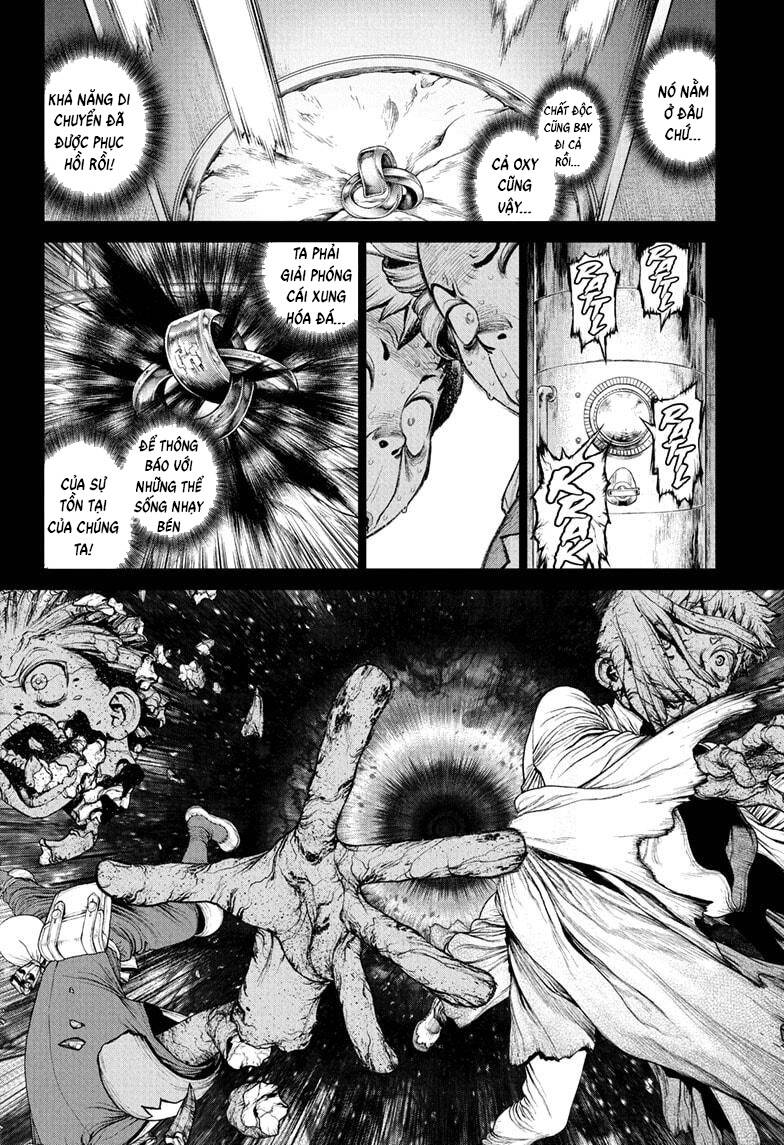 NÓ NẰM
Ở ĐÂU
CHỨ...
CHẤT ĐỘC
CŨNG BAY
ĐI CẢ
RỒI...
CẢ OXY
CŨNG
VẬY...
KHẢ NĂNG DI
CHUYỂN ĐÃ
ĐƯỢC PHỤC
HỒI RỒI!
RATTL
RATTL
RATTL
KRAK
TA PHẢI
GIẢI PHÓNG
CÁI XUNG
HÓA ĐÁ...
ĐỂ THÔNG
BÁO VỚI
NHỮNG THỂ
SỐNG NHẠY
BÉN
CỦA SỰ
TỒN TẠI
CỦA CHÚNG
TA!